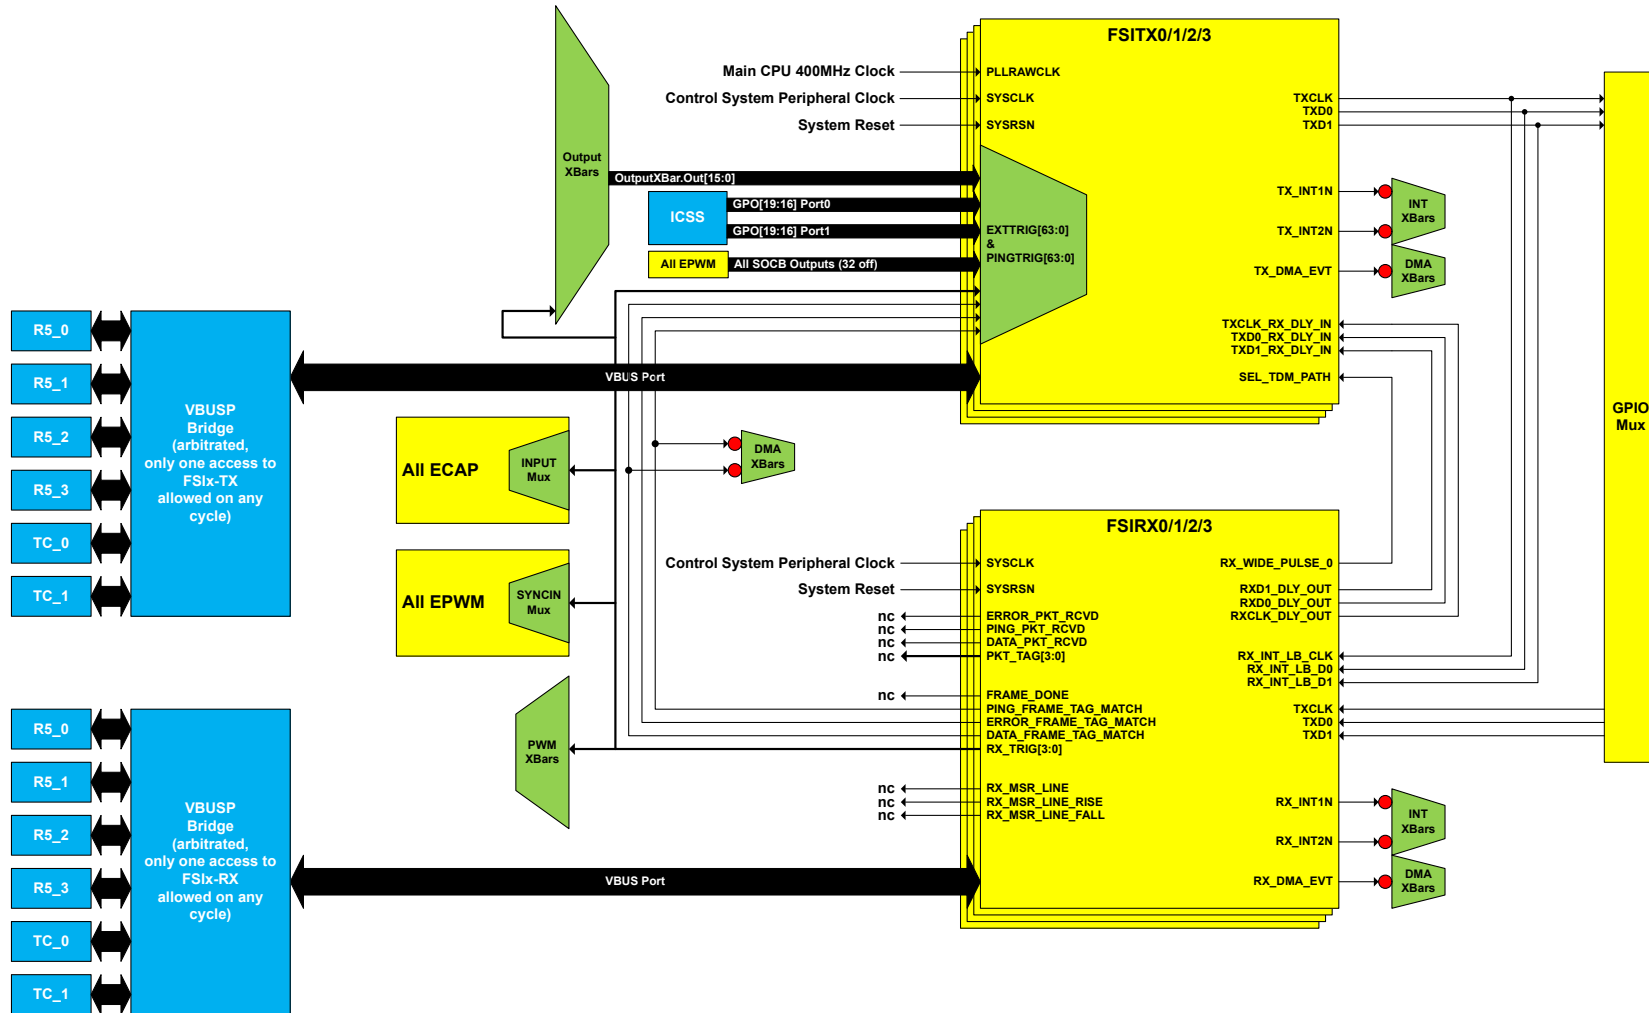 FSITX0/1/2/3
Main CPU 400MHz Clock
PLLRAWCLK
Control System Peripheral Clock
SYSCLK
System Reset
SYSRSN
TXCLK
TXD0
TXD1
Output
XBars
OutputXBar.Out[15:0]
ICSS
GPO[19:16] Port0
GPO[19:16] Port1
All EPWM
All SOCB Outputs (32 off)
EXTTRIG[63:0]
&
PINGTRIG[63:0]
TX_INT1N
TX_INT2N
TX_DMA_EVT
INT
XBars
DMA
XBars
TXCLK_RX_DLY_IN
TXD0_RX_DLY_IN
TXD1_RX_DLY_IN
SEL_TDM_PATH
GPIO
Mux
R5_0
R5_1
R5_2
R5_3
TC_0
TC_1
VBUSP
Bridge
(arbitrated,
only one access to
FSIx-TX
allowed on any
cycle)
VBUS Port
All ECAP
INPUT
Mux
DMA
XBars
All EPWM
SYNCIN
Mux
PWM
XBars
FSIRX0/1/2/3
Control System Peripheral Clock
SYSCLK
System Reset
SYSRSN
nc
ERROR_PKT_RCVD
nc
PING_PKT_RCVD
nc
DATA_PKT_RCVD
nc
PKT_TAG[3:0]
nc
FRAME_DONE
PING_FRAME_TAG_MATCH
ERROR_FRAME_TAG_MATCH
DATA_FRAME_TAG_MATCH
RX_TRIG[3:0]
nc
RX_MSR_LINE
nc
RX_MSR_LINE_RISE
nc
RX_MSR_LINE_FALL
RX_WIDE_PULSE_0
RXD1_DLY_OUT
RXD0_DLY_OUT
RXCLK_DLY_OUT
RX_INT_LB_CLK
RX_INT_LB_D0
RX_INT_LB_D1
TXCLK
TXD0
TXD1
RX_INT1N
RX_INT2N
RX_DMA_EVT
INT
XBars
DMA
XBars
R5_0
R5_1
R5_2
R5_3
TC_0
TC_1
VBUSP
Bridge
(arbitrated,
only one access to
FSIx-RX
allowed on any
cycle)
VBUS Port